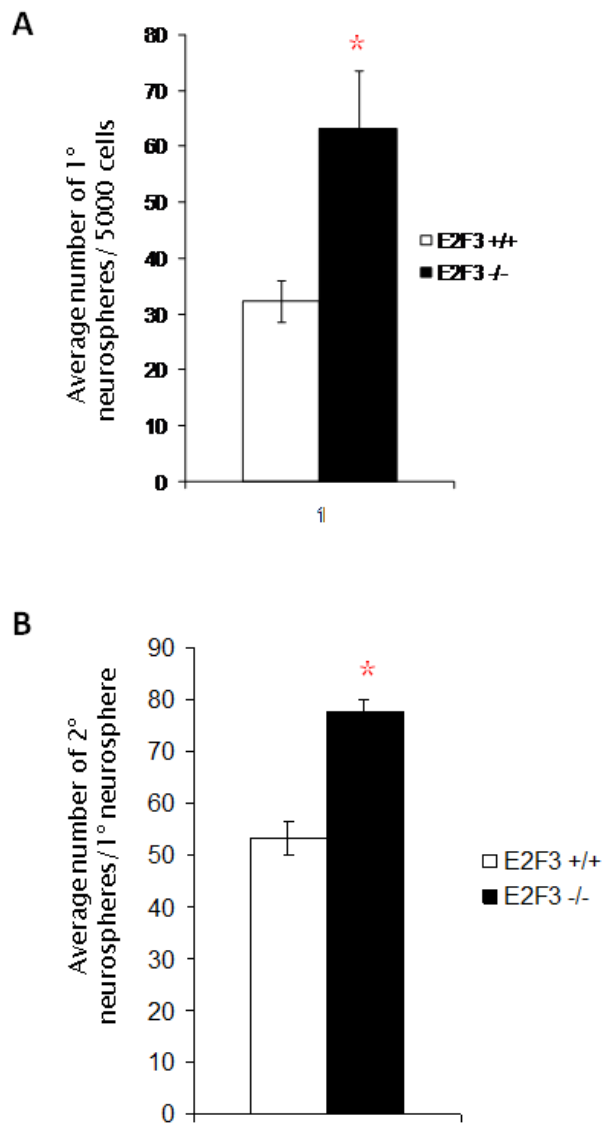 A
Average number of 1°
neurospheres/ 5000 cells
80
70
60
50
40
30
20
10
0
*
E2F3 +/+
E2F3 -/-
1
B
Average number of 2°
neurospheres/1° neurosphere
90
80
70
60
50
40
30
20
10
0
*
E2F3 +/+
E2F3 -/-